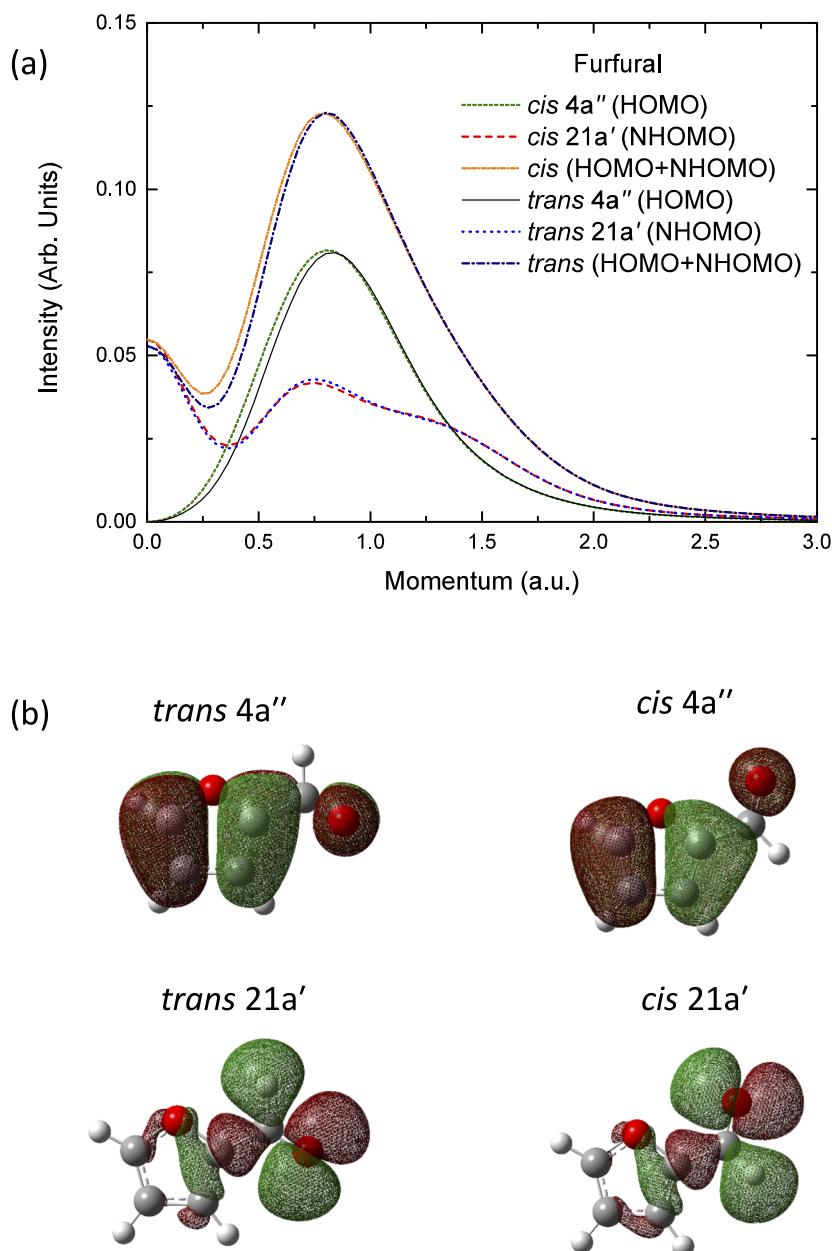 (a)
0.15
0.10
0.05
0.00
Intensity (Arb. Units)
Furfural
cis 4a″ (HOMO)
cis 21a′ (NHOMO)
cis (HOMO+NHOMO)
trans 4a″ (HOMO)
trans 21a′ (NHOMO)
trans (HOMO+NHOMO)
0.0 0.5 1.0 1.5 2.0 2.5 3.0
Momentum (a.u.)
(b)
trans 4a″ cis 4a″
trans 21a′ cis 21a′